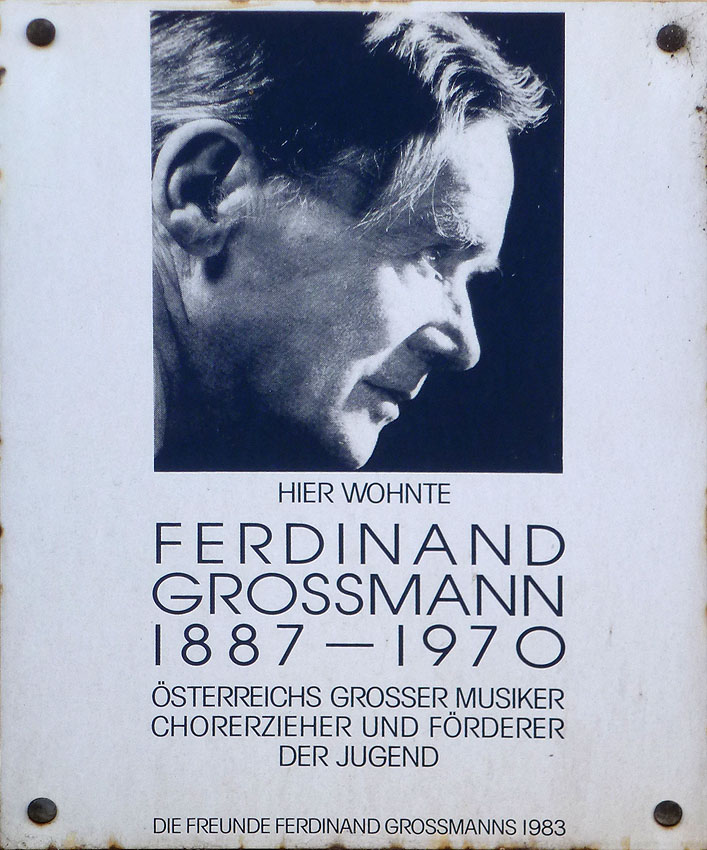 HIER WOHNTE
FERDINAND
GROSSMANN
1887 — 1970
ÖSTERREICHS GROSSER MUSIKER
CHORERZIEHER UND FÖRDERER
DER JUGEND
DIE FREUNDE FERDINAND GROSSMANNS 1983